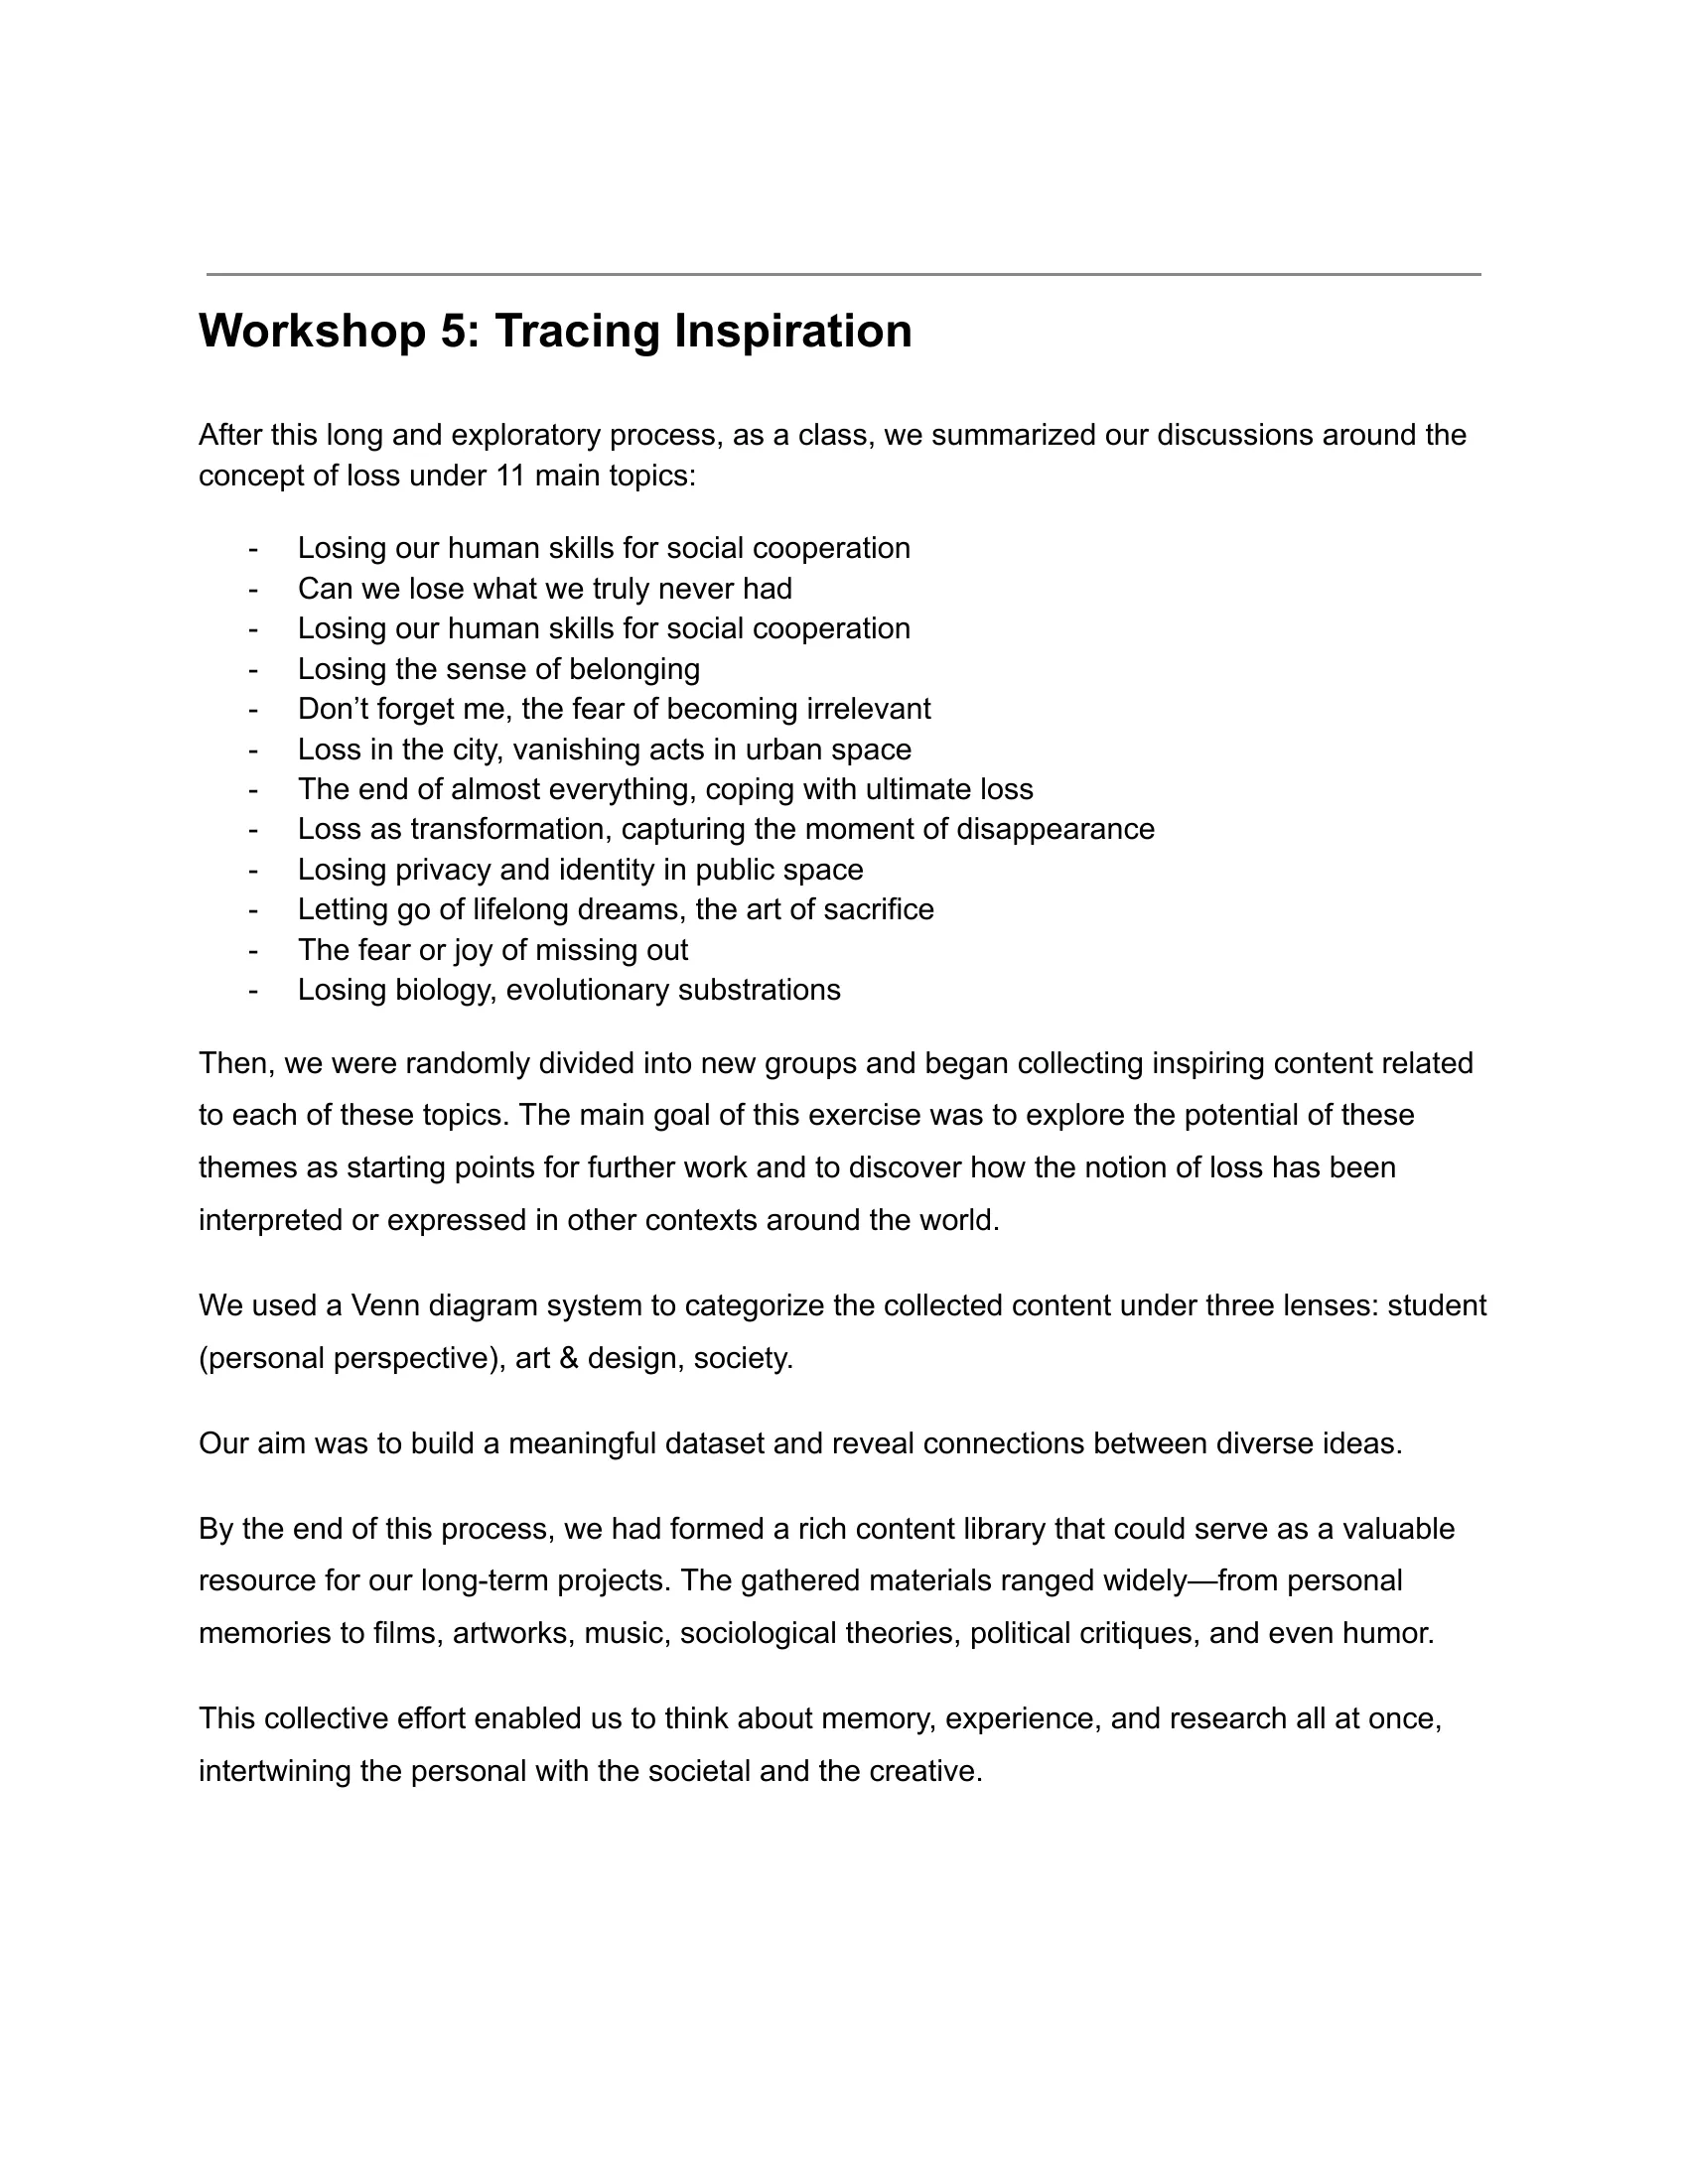 Workshop 5: Tracing Inspiration
After this long and exploratory process, as a class, we summarized our discussions around the
concept of loss under 11 main topics:
- Losing our human skills for social cooperation
- Can we lose what we truly never had
- Losing our human skills for social cooperation
- Losing the sense of belonging
- Don’t forget me, the fear of becoming irrelevant
- Loss in the city, vanishing acts in urban space
- The end of almost everything, coping with ultimate loss
- Loss as transformation, capturing the moment of disappearance
- Losing privacy and identity in public space
- Letting go of lifelong dreams, the art of sacrifice
- The fear or joy of missing out
- Losing biology, evolutionary substrations
Then, we were randomly divided into new groups and began collecting inspiring content related
to each of these topics. The main goal of this exercise was to explore the potential of these
themes as starting points for further work and to discover how the notion of loss has been
interpreted or expressed in other contexts around the world.
We used a Venn diagram system to categorize the collected content under three lenses: student
(personal perspective), art & design, society.
Our aim was to build a meaningful dataset and reveal connections between diverse ideas.
By the end of this process, we had formed a rich content library that could serve as a valuable
resource for our long-term projects. The gathered materials ranged widely—from personal
memories to films, artworks, music, sociological theories, political critiques, and even humor.
This collective effort enabled us to think about memory, experience, and research all at once,
intertwining the personal with the societal and the creative.